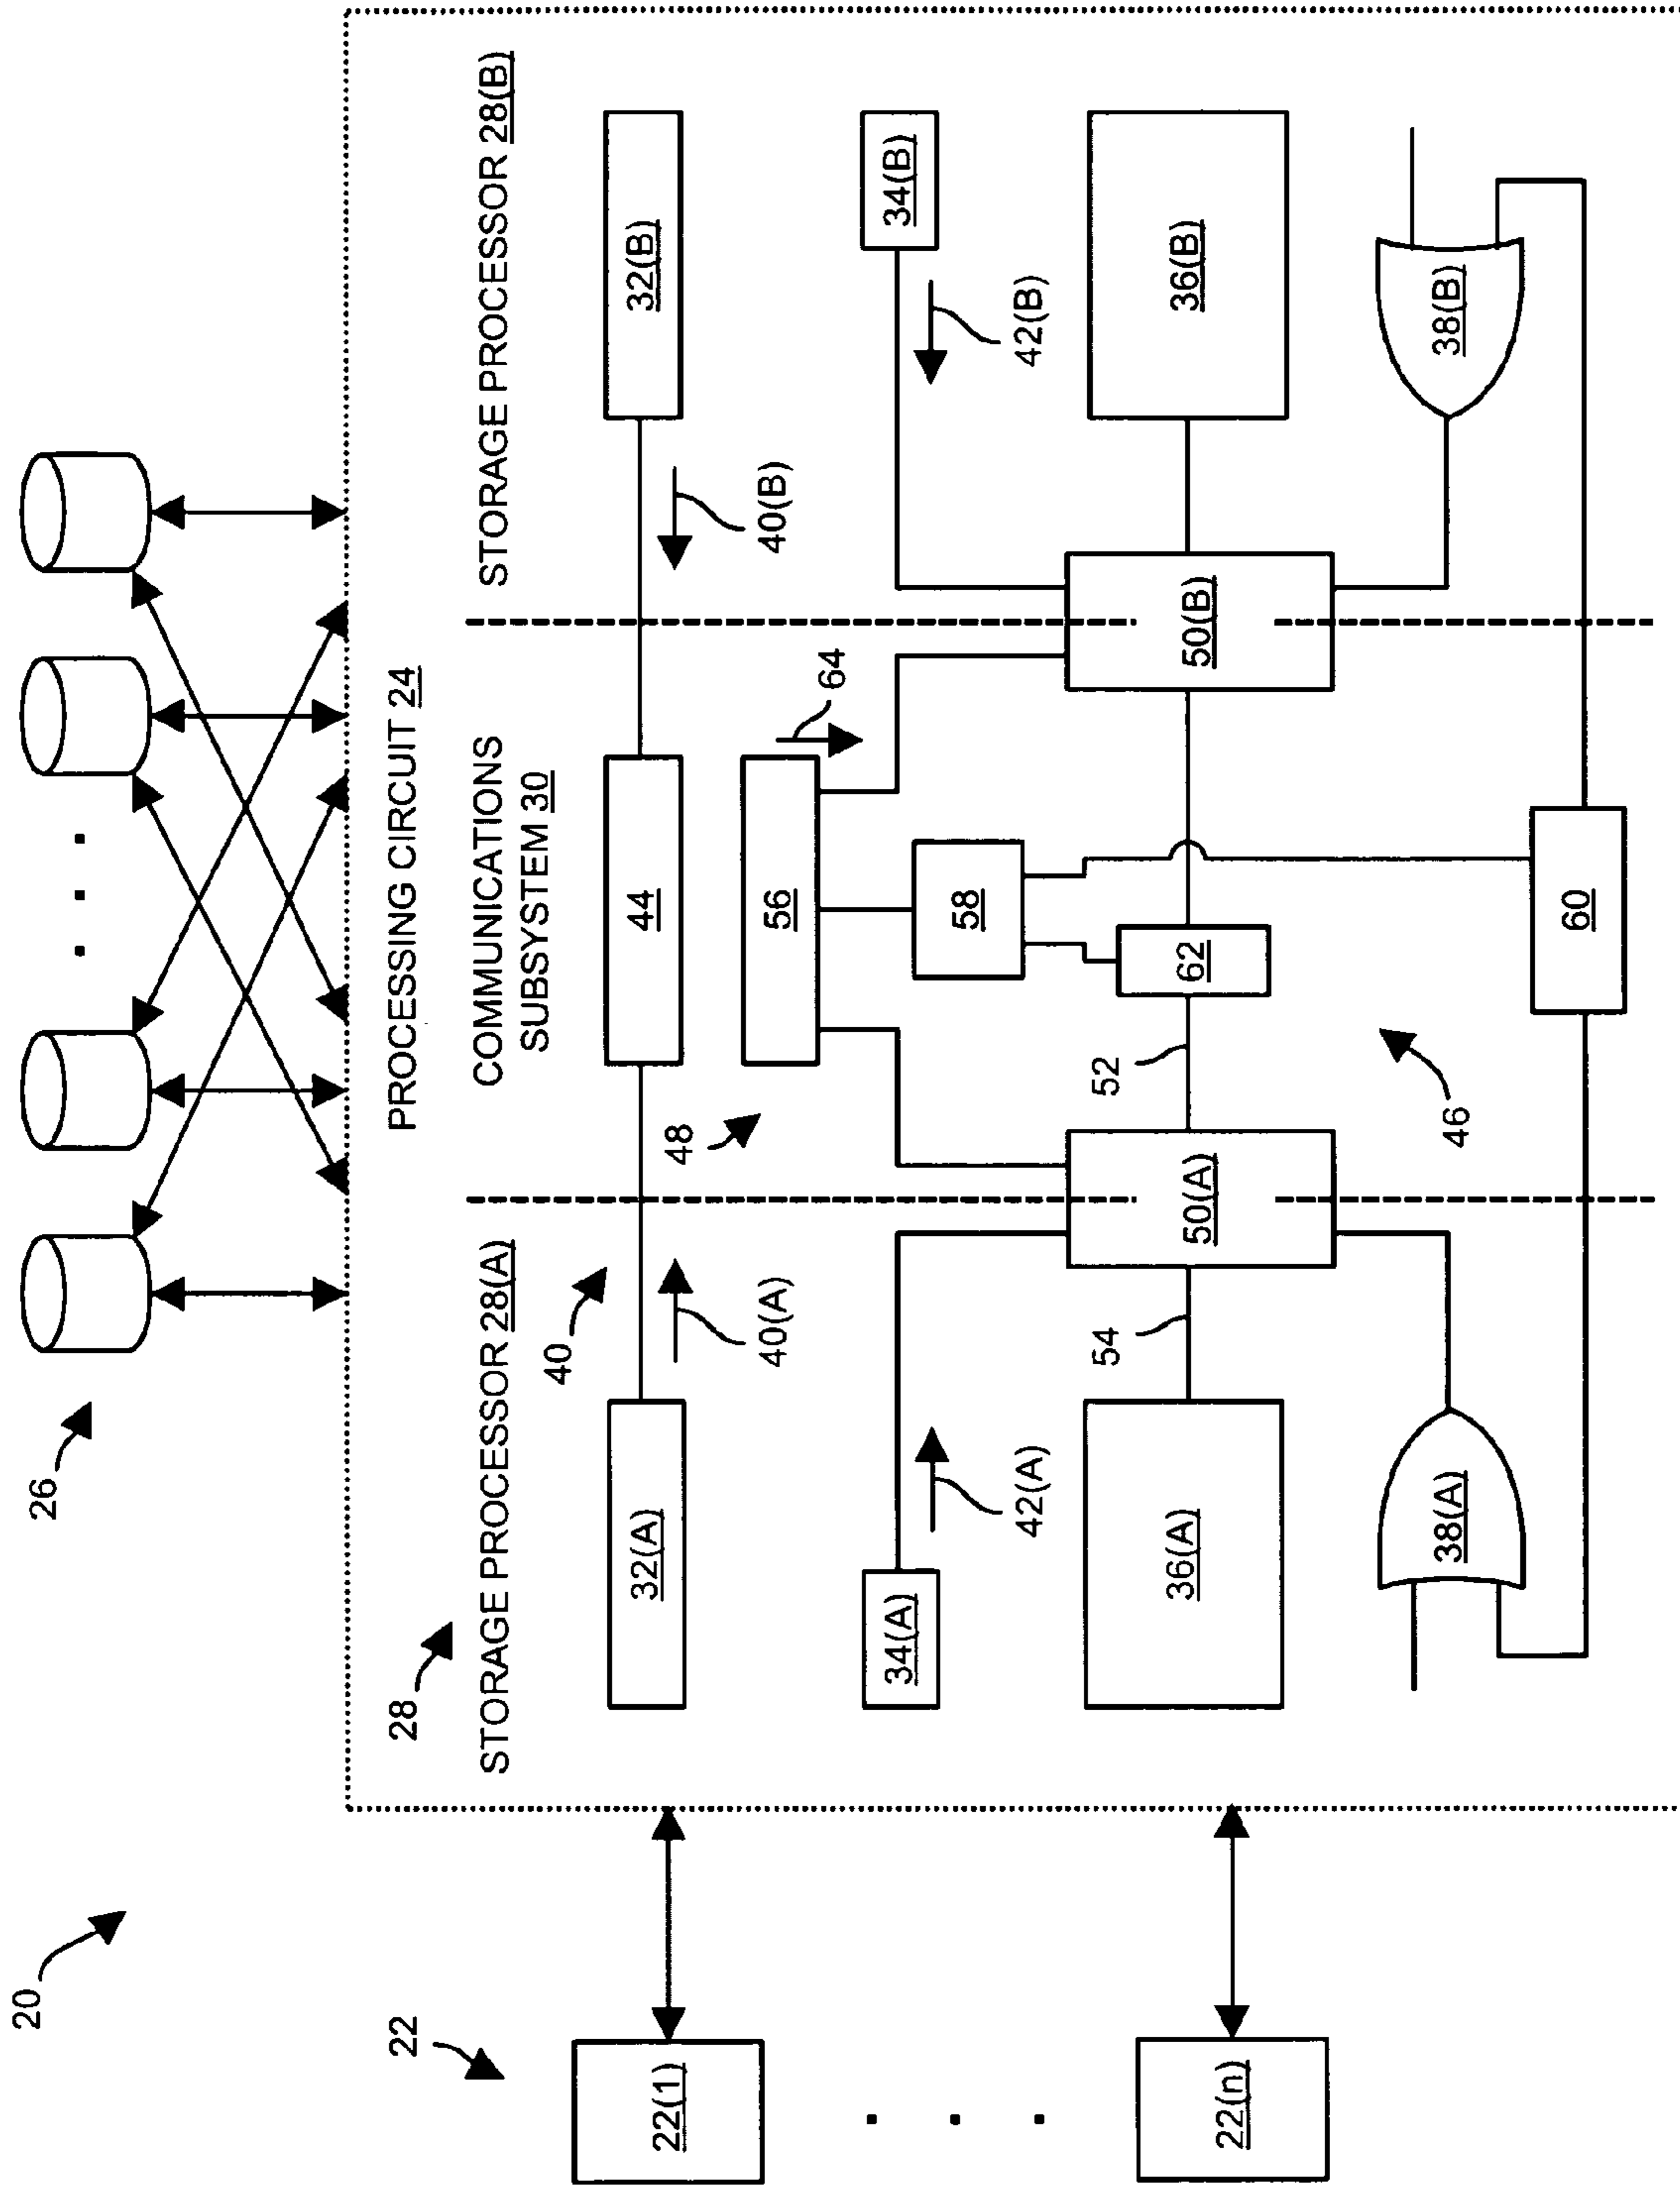 20
26
22
22(1)
. . .
22(n)
. . .
PROCESSING CIRCUIT 24
28
STORAGE PROCESSOR 28(A)
COMMUNICATIONS
SUBSYSTEM 30
STORAGE PROCESSOR 28(B)
40
32(A)
44
32(B)
40(A)
40(B)
48
56
64
34(A)
58
34(B)
42(A)
42(B)
54
52
36(A)
50(A)
62
50(B)
36(B)
46
38(A)
38(B)
60